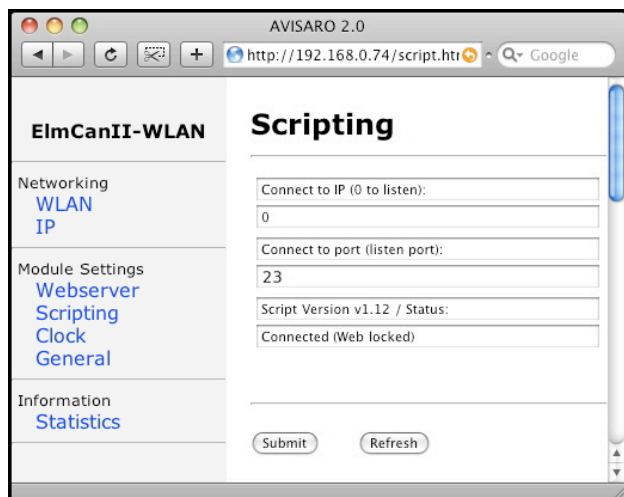 AVISARO 2.0
http://192.168.0.74/script.htr
Google
ElmCanII-WLAN
Networking
WLAN
IP
Module Settings
Webserver
Scripting
Clock
General
Information
Statistics
Scripting
Connect to IP (0 to listen):
0
Connect to port (listen port):
23
Script Version v1.12 / Status:
Connected (Web locked)
Submit
Refresh